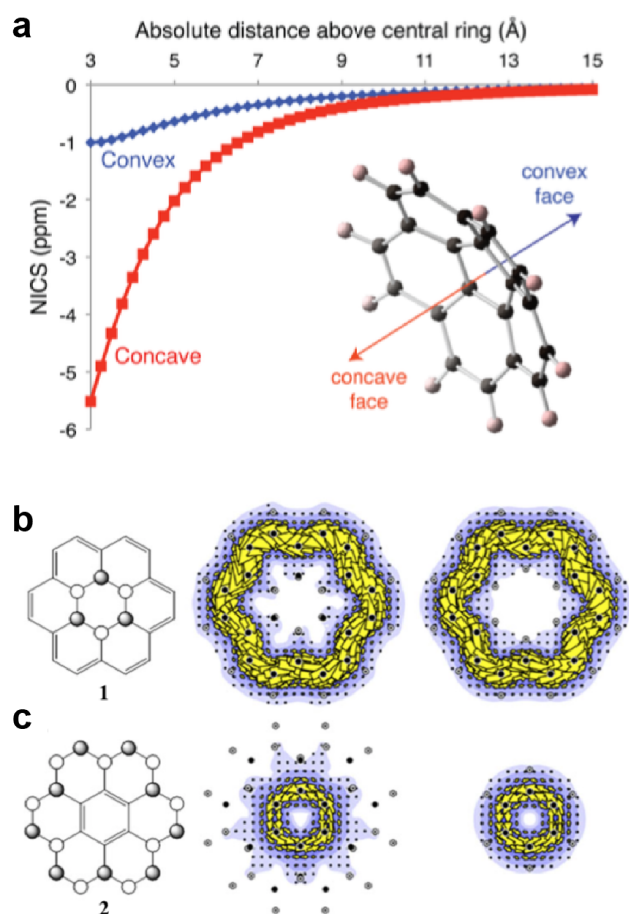 a
Absolute distance above central ring (Å)
3 5 7 9 11 13 15
0
-1
-2
-3
-4
-5
-6
NICS (ppm)
Convex
Concave
convex
face
concave
face
b
1
c
2